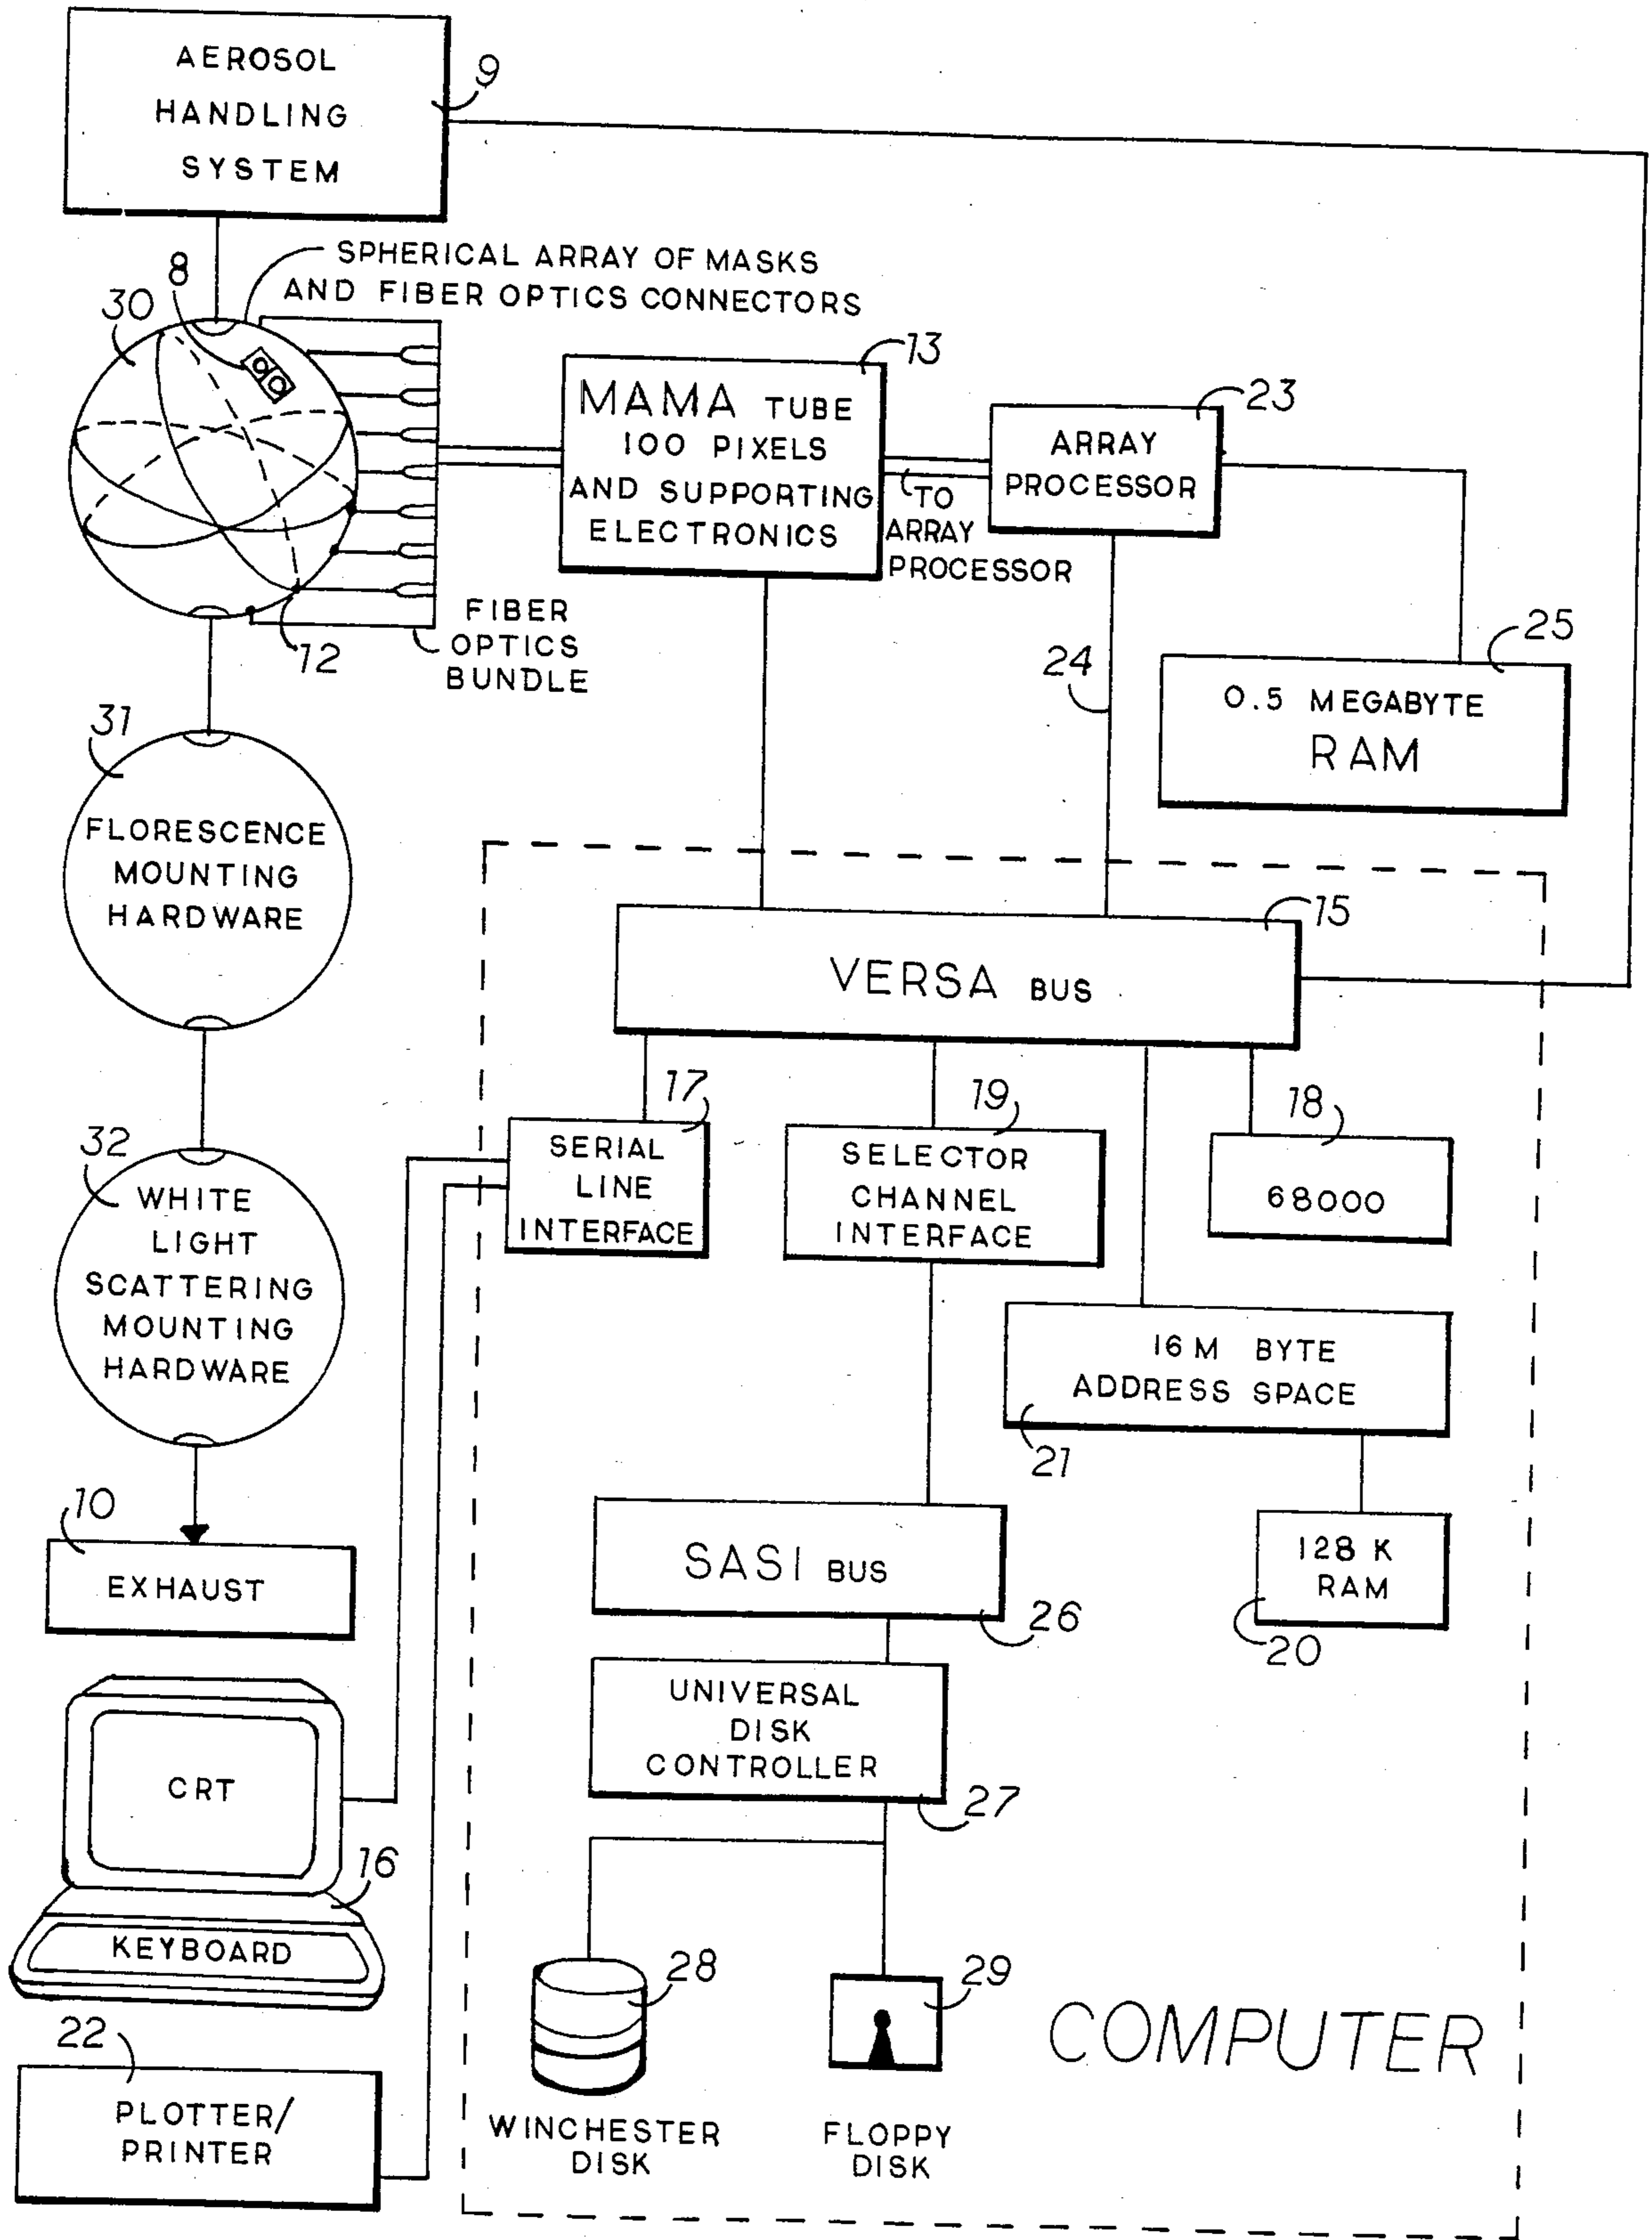 AEROSOL
HANDLING
SYSTEM
9
SPHERICAL ARRAY OF MASKS
AND FIBER OPTICS CONNECTORS
8
30
12
FIBER
OPTICS
BUNDLE
13
MAMA TUBE
100 PIXELS
AND SUPPORTING
ELECTRONICS
TO
ARRAY
PROCESSOR
23
ARRAY
PROCESSOR
24
25
0.5 MEGABYTE
RAM
31
FLORESCENCE
MOUNTING
HARDWARE
15
VERSA BUS
32
WHITE
LIGHT
SCATTERING
MOUNTING
HARDWARE
17
SERIAL
LINE
INTERFACE
19
SELECTOR
CHANNEL
INTERFACE
18
68000
16 M BYTE
ADDRESS SPACE
21
128 K
RAM
20
10
EXHAUST
SASI BUS
26
UNIVERSAL
DISK
CONTROLLER
27
CRT
16
KEYBOARD
22
PLOTTER/
PRINTER
28
WINCHESTER
DISK
29
FLOPPY
DISK
COMPUTER